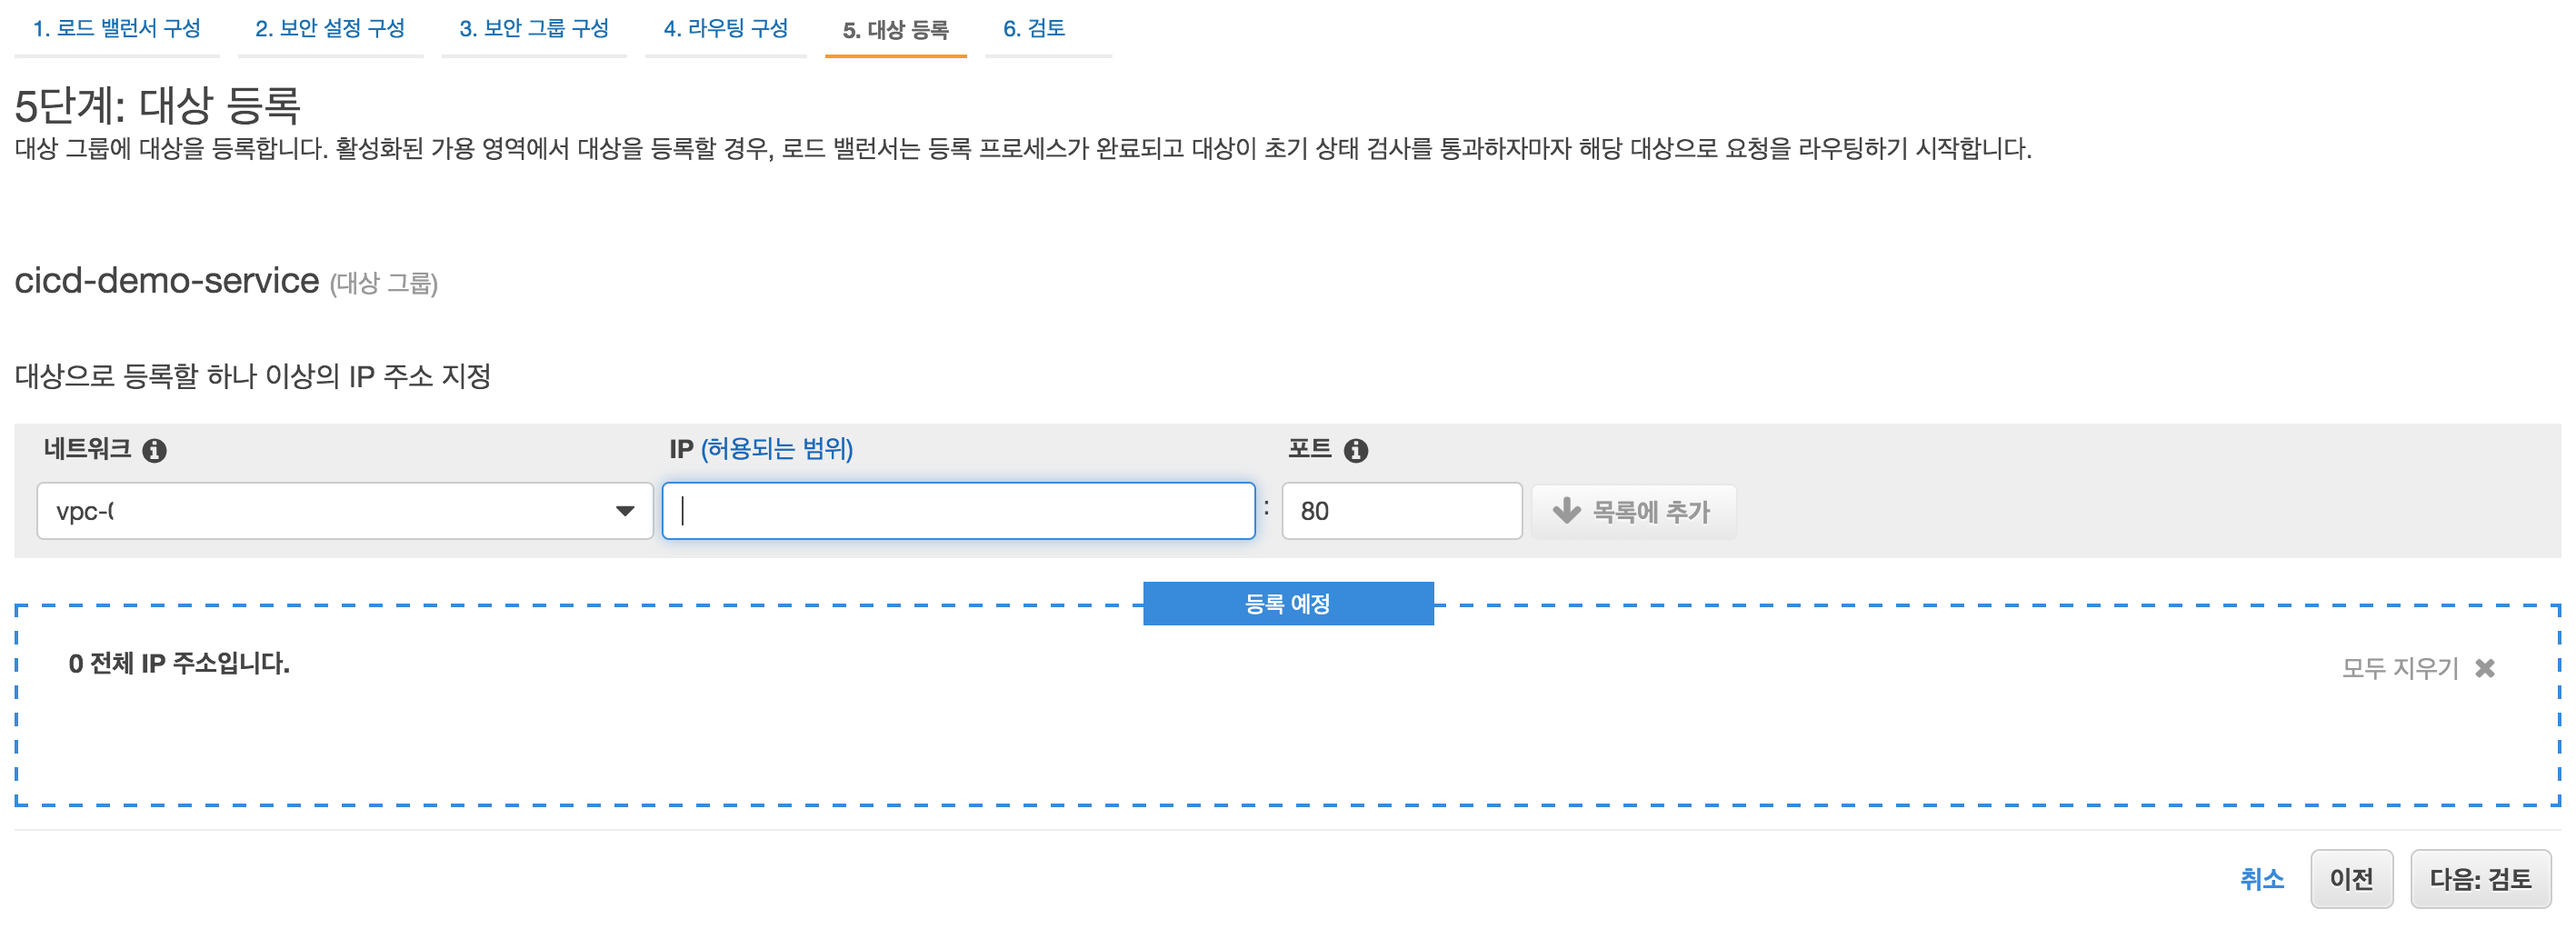 1. 로드 밸런서 구성 2. 보안 설정 구성 3. 보안 그룹 구성 4. 라우팅 구성 5. 대상 등록 6. 검토
5단계: 대상 등록
대상 그룹에 대상을 등록합니다. 활성화된 가용 영역에서 대상을 등록할 경우, 로드 밸런서는 등록 프로세스가 완료되고 대상이 초기 상태 검사를 통과하자마자 해당 대상으로 요청을 라우팅하기 시작합니다.
cicd-demo-service (대상 그룹)
대상으로 등록할 하나 이상의 IP 주소 지정
네트워크 IP (허용되는 범위) 포트
vpc- : 80 목록에 추가
등록 예정
0 전체 IP 주소입니다. 모두 지우기
취소 이전 다음: 검토